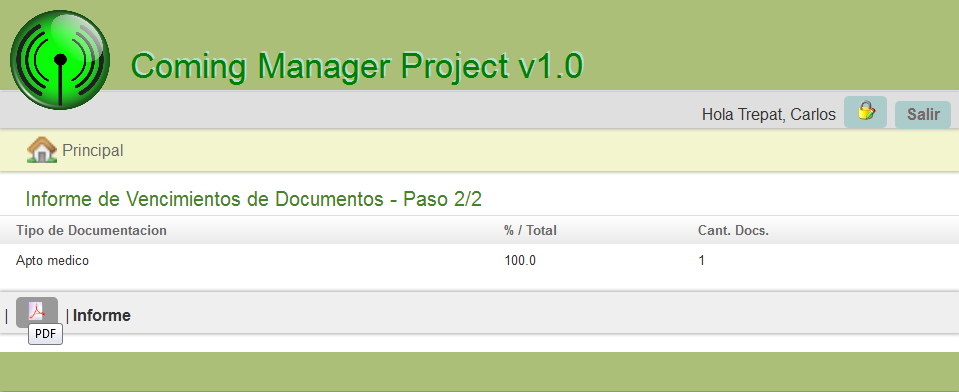 Coming Manager Project v1.0
Hola Trepat, Carlos Salir
Principal
Informe de Vencimientos de Documentos - Paso 2/2
Tipo de Documentacion % / Total Cant. Docs.
Apto medico 100.0 1
| | Informe
PDF